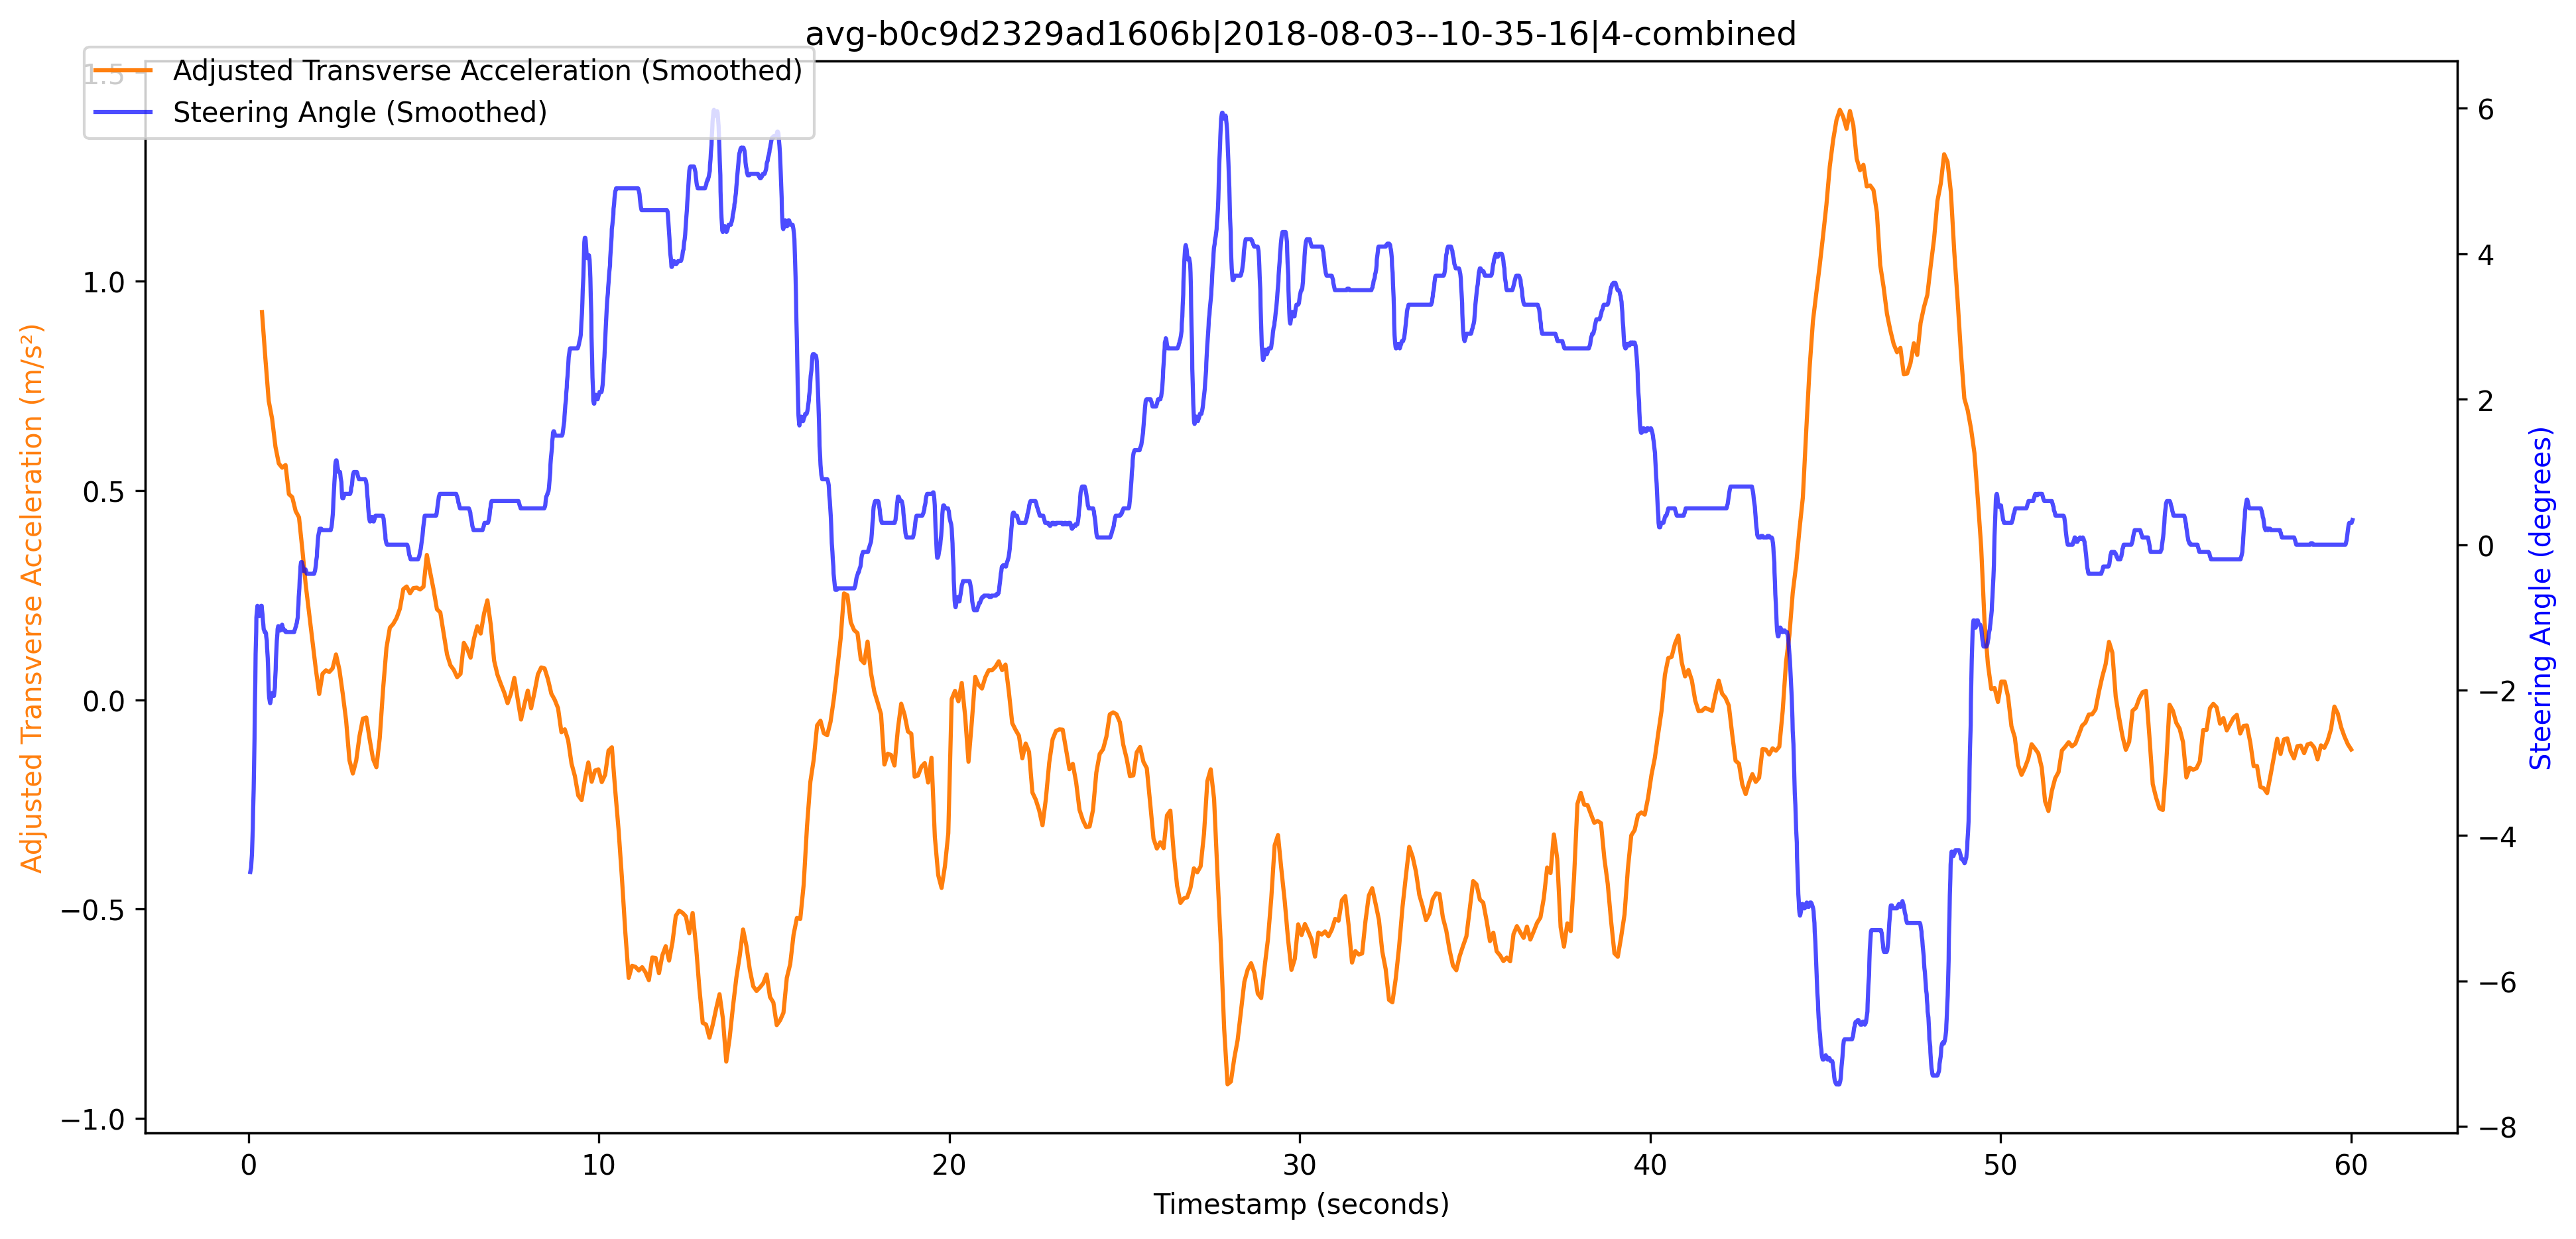 avg-b0c9d2329ad1606b|2018-08-03--10-35-16|4-combined
Adjusted Transverse Acceleration (Smoothed)
Steering Angle (Smoothed)
1.5
1.0
0.5
0.0
−0.5
−1.0
Adjusted Transverse Acceleration (m/s²)
6
4
2
0
−2
−4
−6
−8
Steering Angle (degrees)
0 10 20 30 40 50 60
Timestamp (seconds)